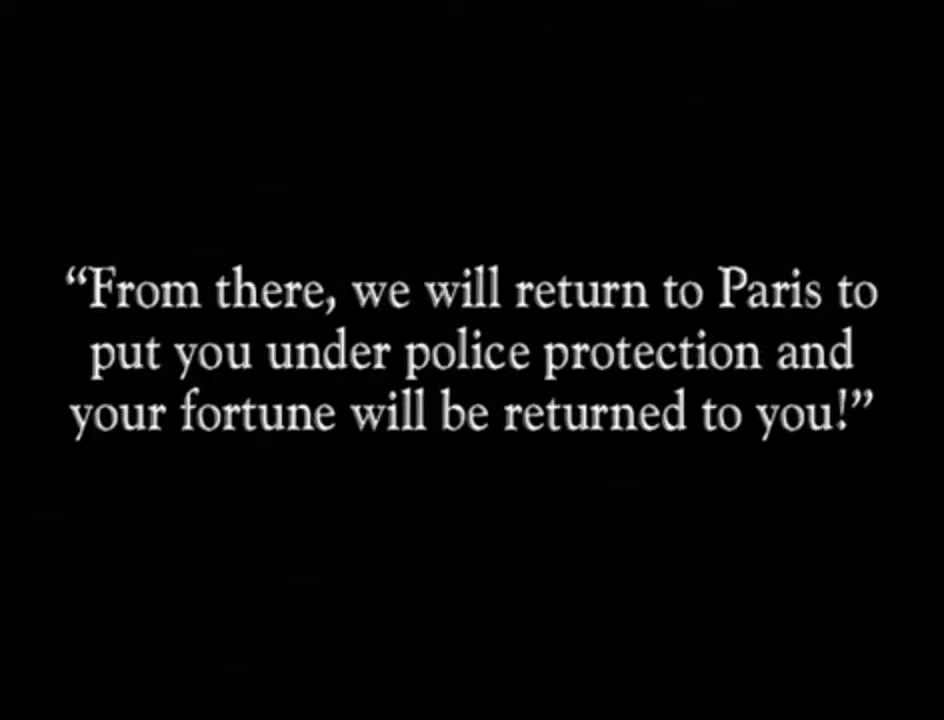 “From there, we will return to Paris to
put you under police protection and
your fortune will be returned to you!”